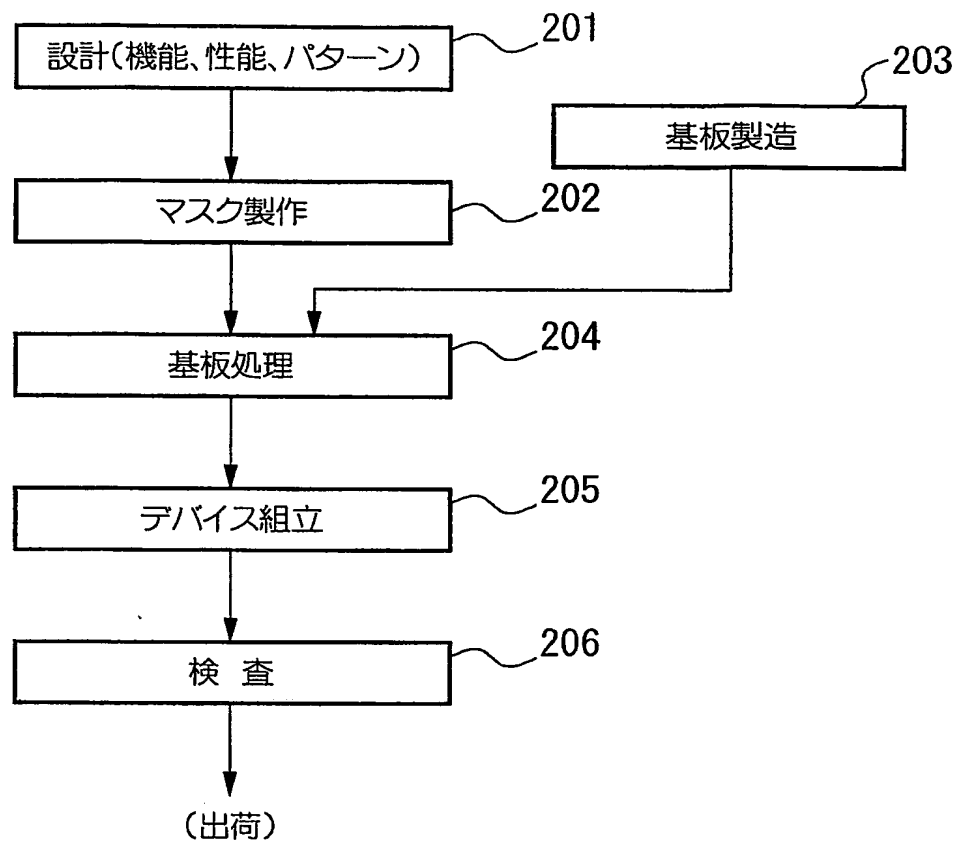 設計(機能、性能、パターン)
201
203
基板製造
マスク製作
202
基板処理
204
デバイス組立
205
検 査
206
(出荷)